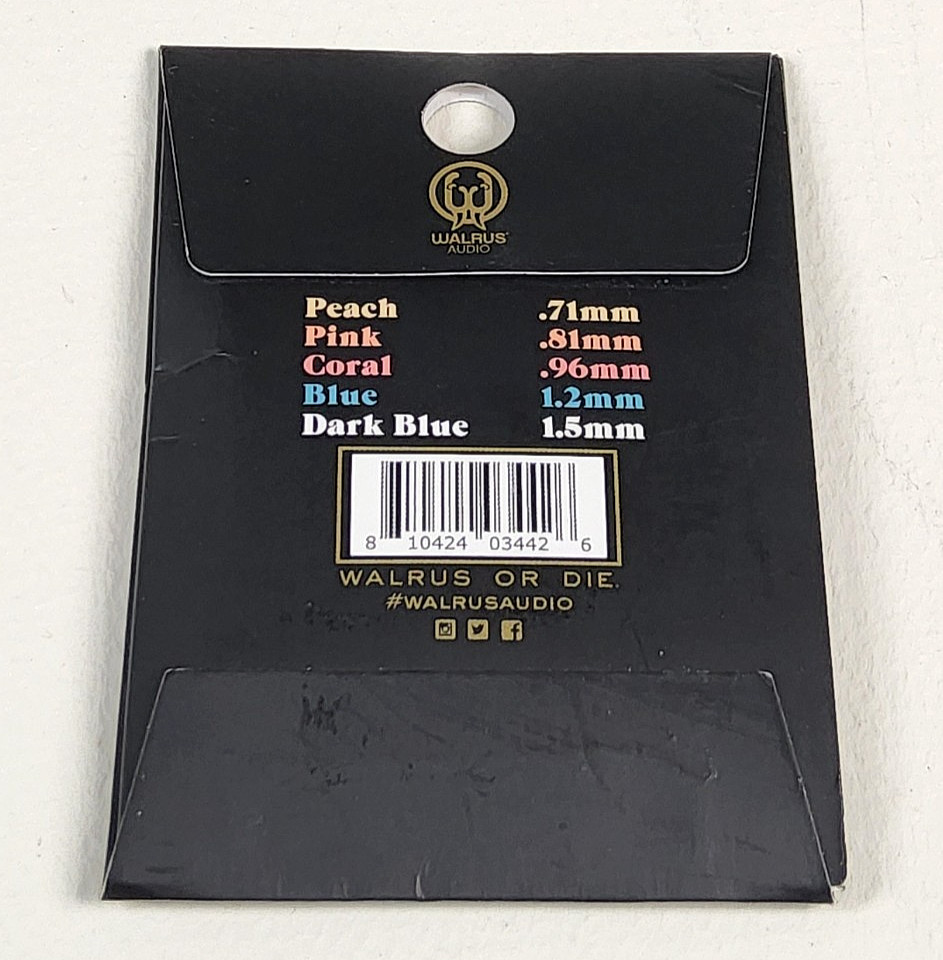 WALRUS
AUDIO
Peach .71mm
Pink .81mm
Coral .96mm
Blue 1.2mm
Dark Blue 1.5mm
8 10424 03442 6
WALRUS OR DIE.
#WALRUSAUDIO